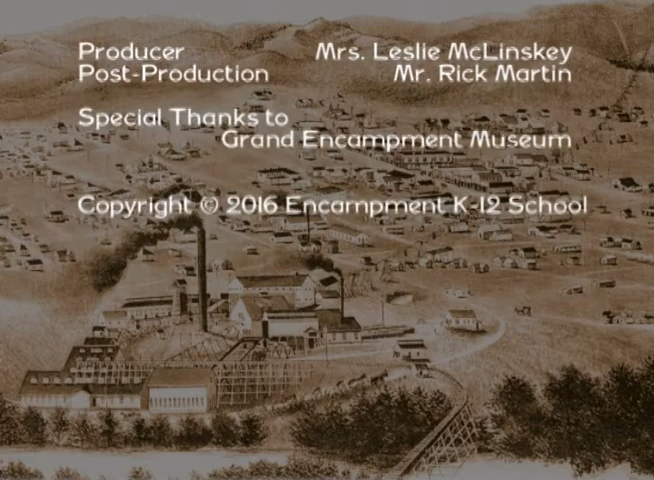 Producer Mrs. Leslie McLinskey
Post-Production Mr. Rick Martin
Special Thanks to
Grand Encampment Museum
Copyright © 2016 Encampment K-12 School